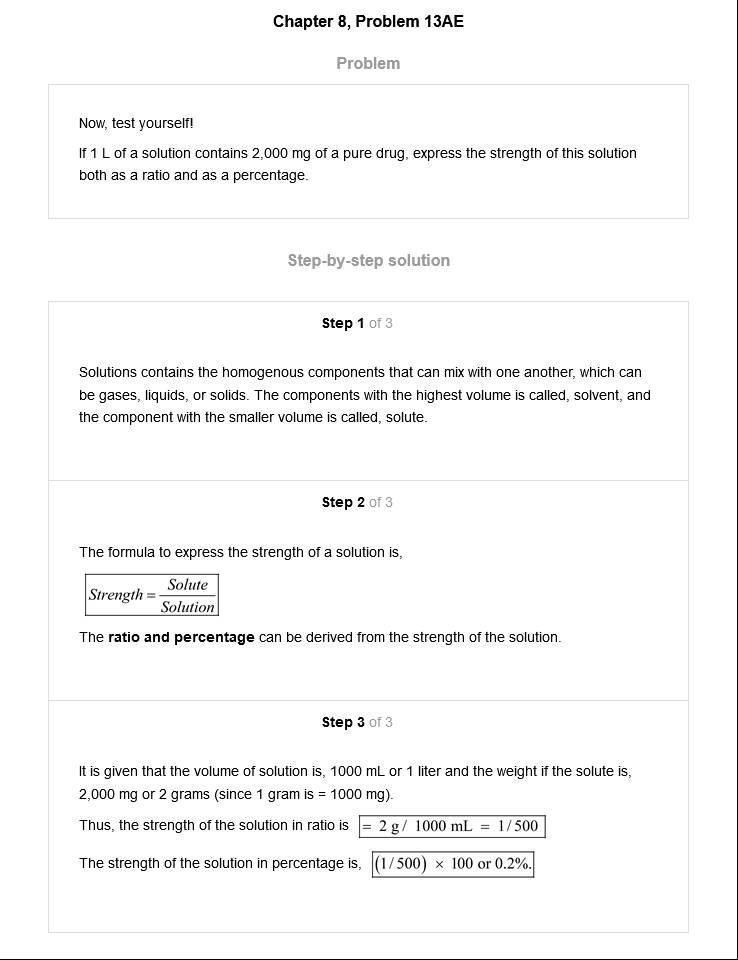 Chapter 8, Problem 13AE
Problem
Now, test yourself!
If 1 L of a solution contains 2,000 mg of a pure drug, express the strength of this solution
both as a ratio and as a percentage.
Step-by-step solution
Step 1 of 3
Solutions contains the homogenous components that can mix with one another, which can
be gases, liquids, or solids. The components with the highest volume is called, solvent, and
the component with the smaller volume is called, solute.
Step 2 of 3
The formula to express the strength of a solution is,
Strength = Solute / Solution
The ratio and percentage can be derived from the strength of the solution.
Step 3 of 3
It is given that the volume of solution is, 1000 mL or 1 liter and the weight if the solute is,
2,000 mg or 2 grams (since 1 gram is = 1000 mg).
Thus, the strength of the solution in ratio is = 2 g / 1000 mL = 1/500
The strength of the solution in percentage is, (1/500) × 100 or 0.2%.